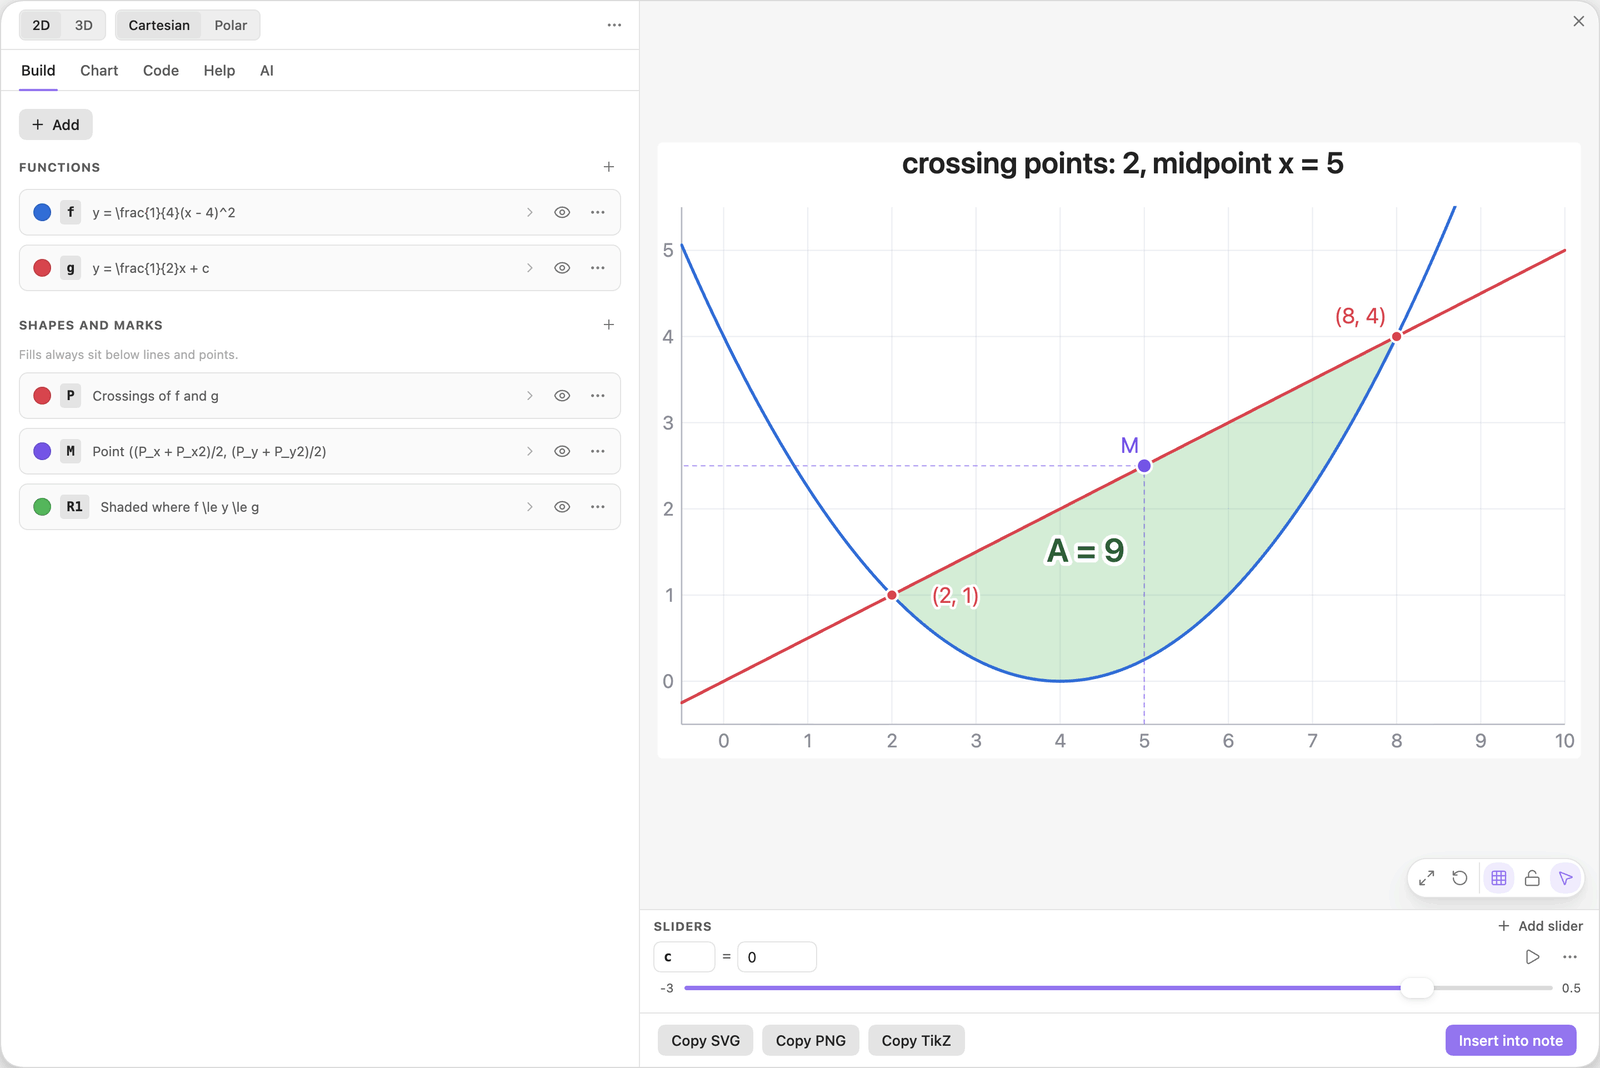 2D 3D Cartesian Polar
Build Chart Code Help AI
+ Add
FUNCTIONS
f y = \frac{1}{4}(x - 4)^2
g y = \frac{1}{2}x + c
SHAPES AND MARKS
Fills always sit below lines and points.
P Crossings of f and g
M Point ((P_x + P_x2)/2, (P_y + P_y2)/2)
R1 Shaded where f \le y \le g
crossing points: 2, midpoint x = 5
5
(8, 4)
4
3
M
2
A = 9
1
(2, 1)
0
0 1 2 3 4 5 6 7 8 9 10
SLIDERS + Add slider
c = 0
-3 0.5
Copy SVG Copy PNG Copy TikZ Insert into note